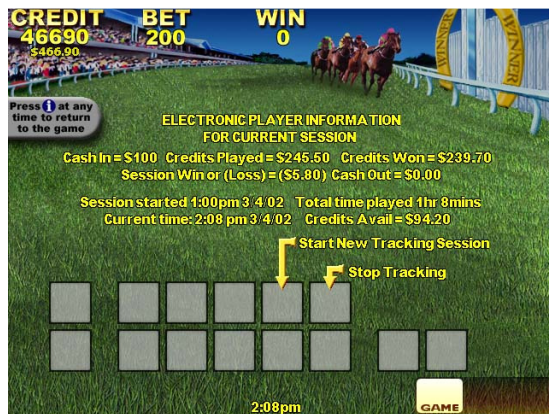 CREDIT BET WIN
46690 200 0
$466.90
WINNERS
WINNER
Press i at any
time to return
to the game
ELECTRONIC PLAYER INFORMATION
FOR CURRENT SESSION
Cash In = $100 Credits Played = $245.50 Credits Won = $239.70
Session Win or (Loss) = ($5.80) Cash Out = $0.00
Session started 1:00pm 3/4/02 Total time played 1hr 8mins
Current time: 2:08 pm 3/4/02 Credits Avail = $94.20
Start New Tracking Session
Stop Tracking
GAME
2:08pm